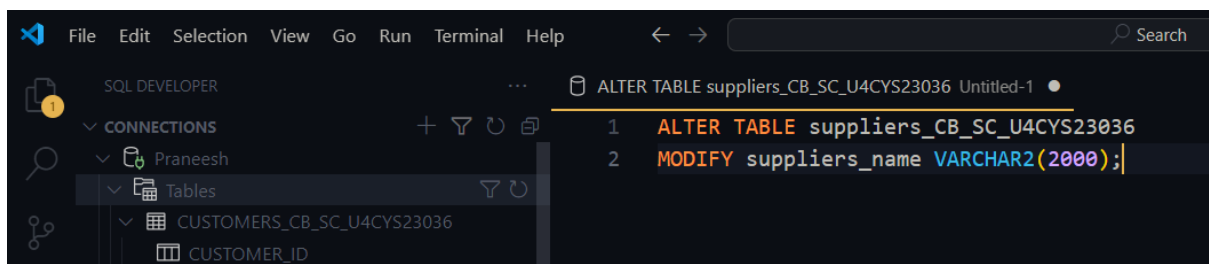 File Edit Selection View Go Run Terminal Help ← → Search
SQL DEVELOPER ...
1
CONNECTIONS
Praneesh
Tables
CUSTOMERS_CB_SC_U4CYS23036
CUSTOMER_ID
ALTER TABLE suppliers_CB_SC_U4CYS23036 Untitled-1 ●
1 ALTER TABLE suppliers_CB_SC_U4CYS23036
2 MODIFY suppliers_name VARCHAR2(2000);